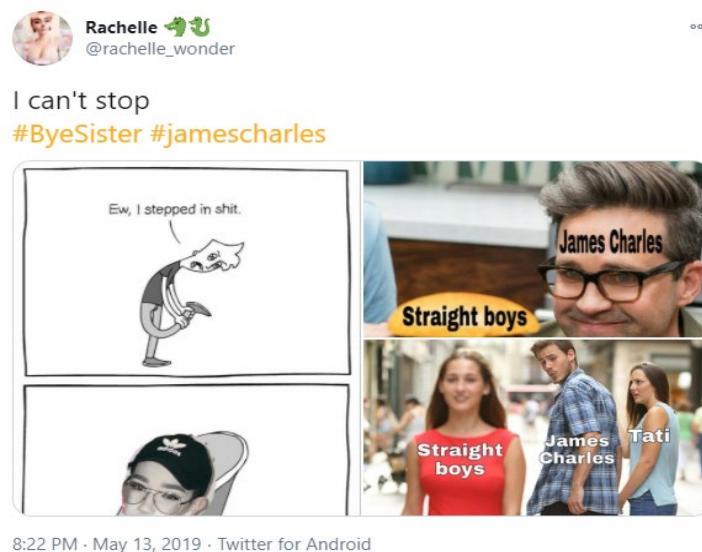 Rachelle
@rachelle_wonder
I can't stop
#ByeSister #jamescharles
Ew, I stepped in shit.
adidas
James Charles
Straight boys
Straight
boys
James
Charles
Tati
8:22 PM · May 13, 2019 · Twitter for Android